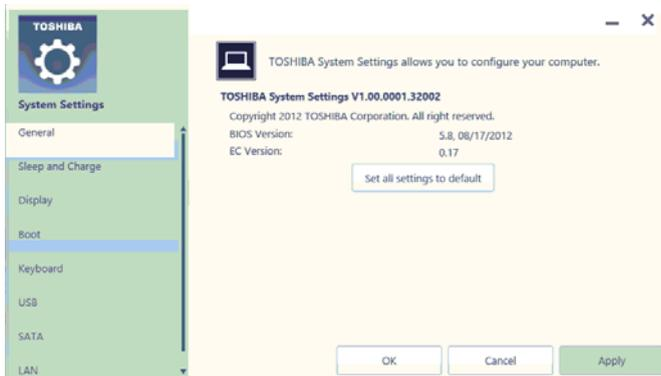 TOSHIBA
System Settings
General
Sleep and Charge
Display
Boot
Keyboard
USB
SATA
LAN
TOSHIBA System Settings allows you to configure your computer.
TOSHIBA System Settings V1.00.0001.32002
Copyright 2012 TOSHIBA Corporation. All right reserved.
BIOS Version: 5.8, 08/17/2012
EC Version: 0.17
Set all settings to default
OK Cancel Apply